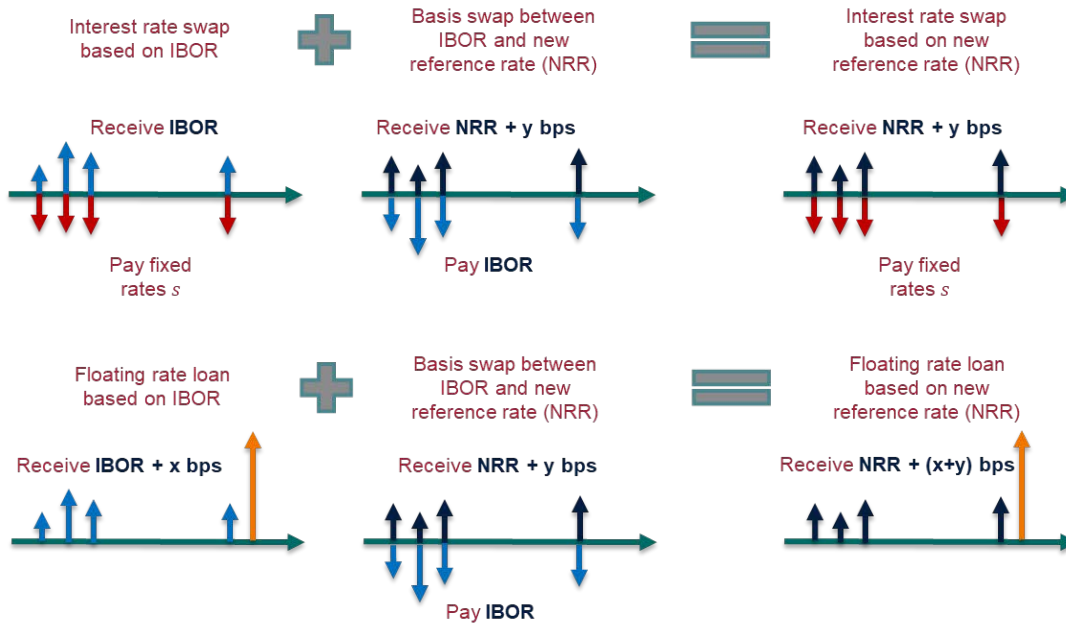 Interest rate swap
based on IBOR
Basis swap between
IBOR and new
reference rate (NRR)
Interest rate swap
based on new
reference rate (NRR)
Receive IBOR
Receive NRR + y bps
Receive NRR + y bps
Pay fixed
rates s
Pay IBOR
Pay fixed
rates s
Floating rate loan
based on IBOR
Basis swap between
IBOR and new
reference rate (NRR)
Floating rate loan
based on new
reference rate (NRR)
Receive IBOR + x bps
Receive NRR + y bps
Receive NRR + (x+y) bps
Pay IBOR